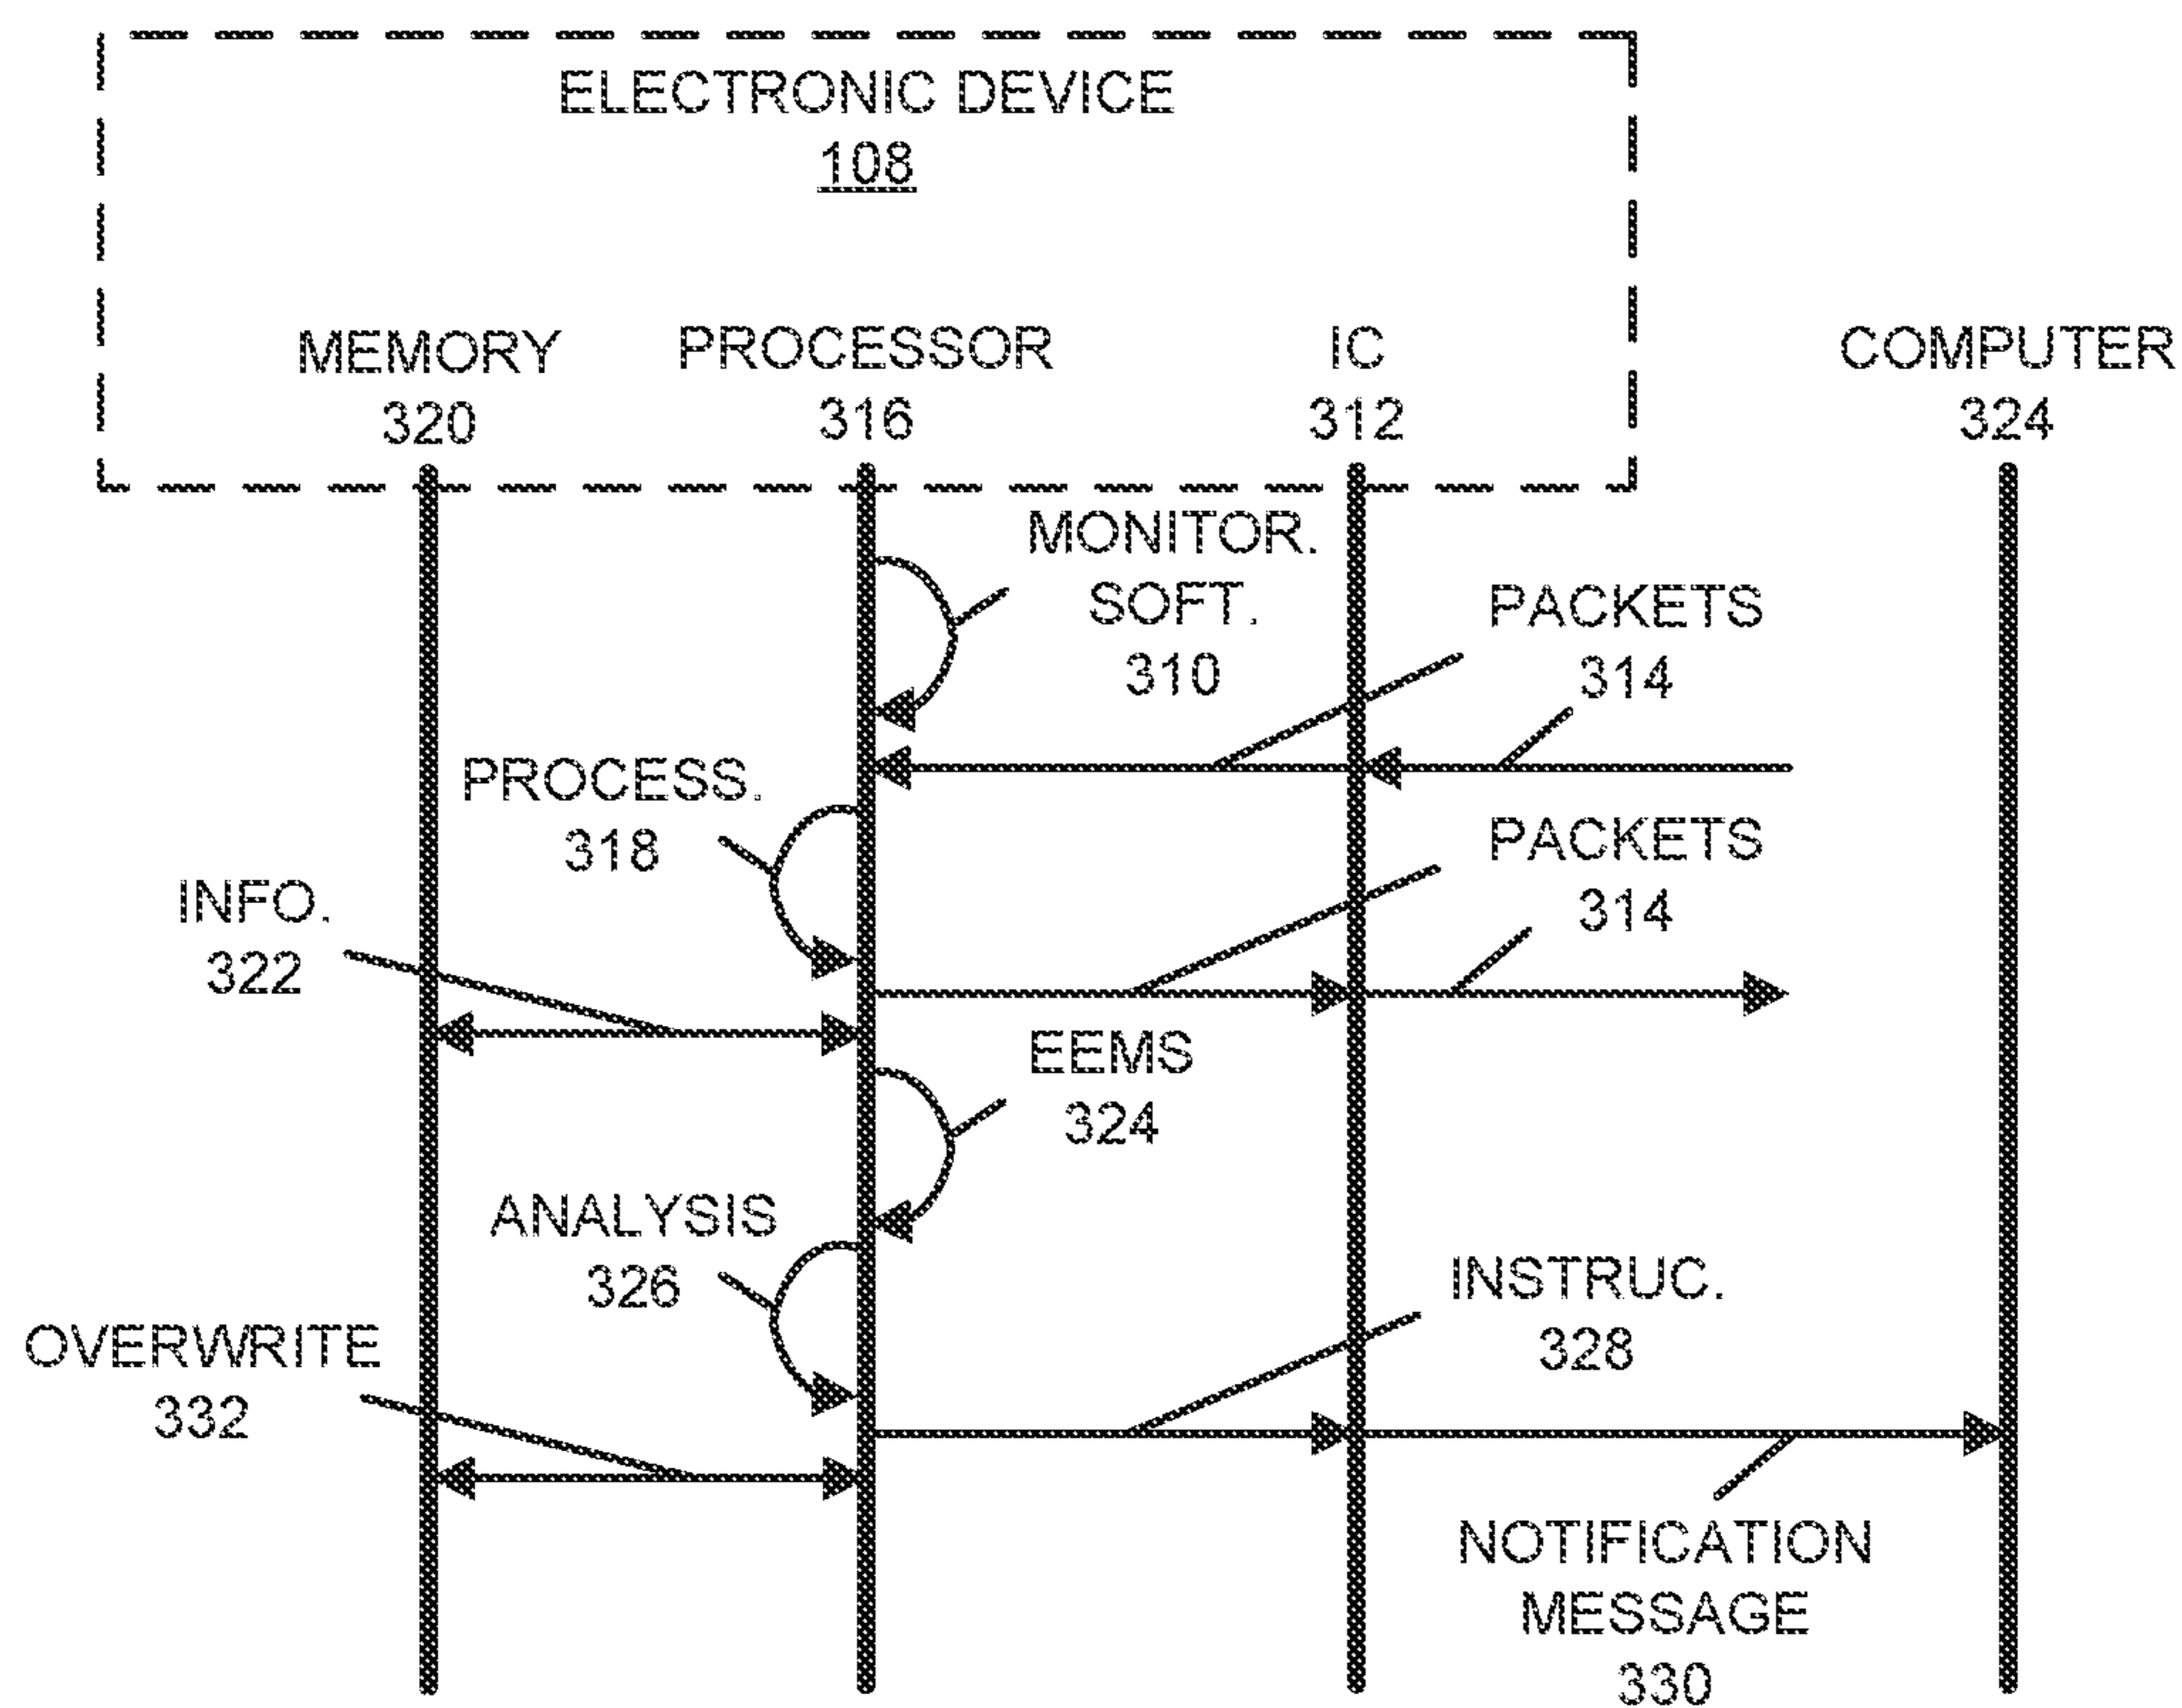 ELECTRONIC DEVICE
108
MEMORY
320
PROCESSOR
316
IC
312
COMPUTER
324
MONITOR.
SOFT.
310
PACKETS
314
PROCESS.
318
PACKETS
314
INFO.
322
EEMS
324
ANALYSIS
326
INSTRUC.
328
OVERWRITE
332
NOTIFICATION
MESSAGE
330